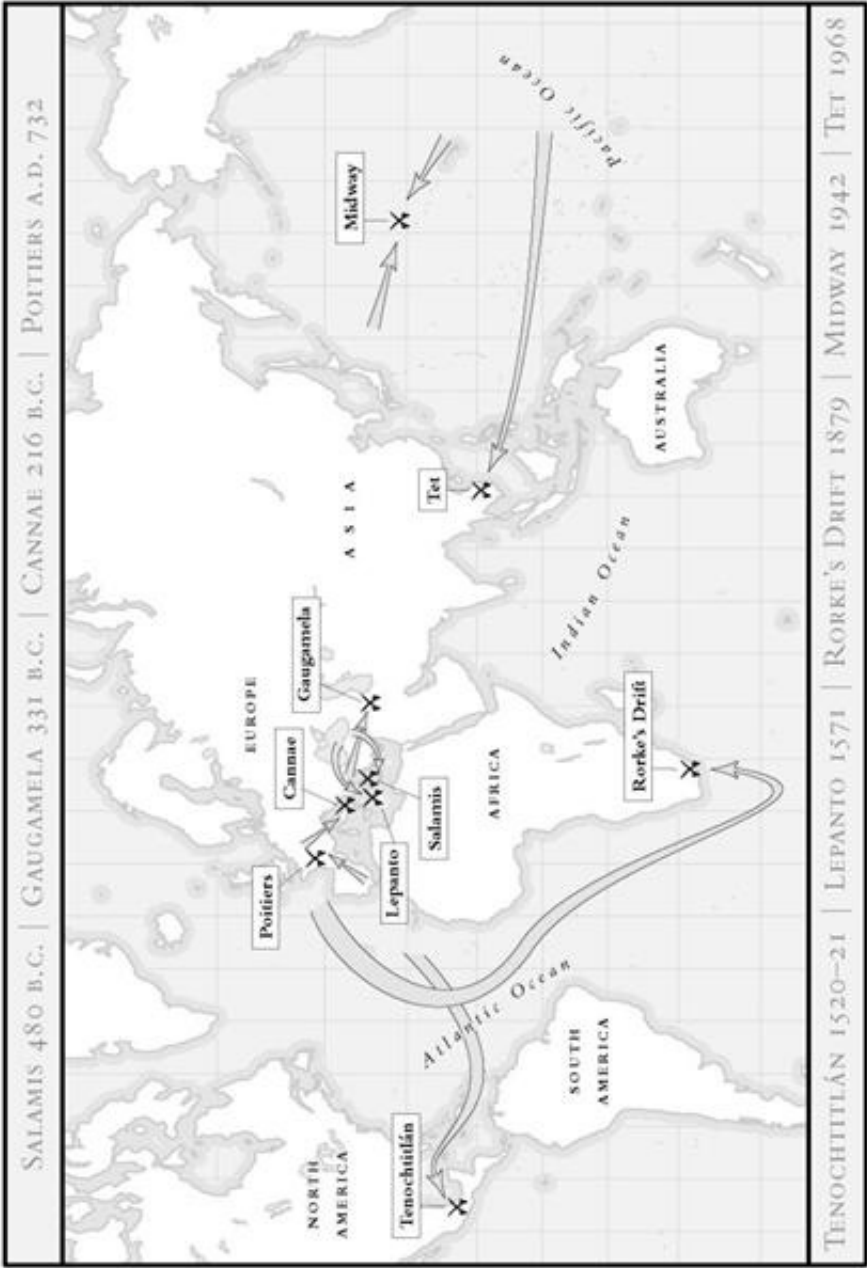 SALAMIS 480 B.C. | GAUGAMELA 331 B.C. | CANNAE 216 B.C. | POITIERS A.D. 732
NORTH
AMERICA
Tenochtitlán
SOUTH
AMERICA
Atlantic Ocean
Poitiers
Lepanto
Cannae
Salamis
EUROPE
Gaugamela
AFRICA
Rorke's Drift
ASIA
Indian Ocean
Tet
AUSTRALIA
Midway
Pacific Ocean
TENOCHTITLÁN 1520–21 | LEPANTO 1571 | RORKE'S DRIFT 1879 | MIDWAY 1942 | TET 1968